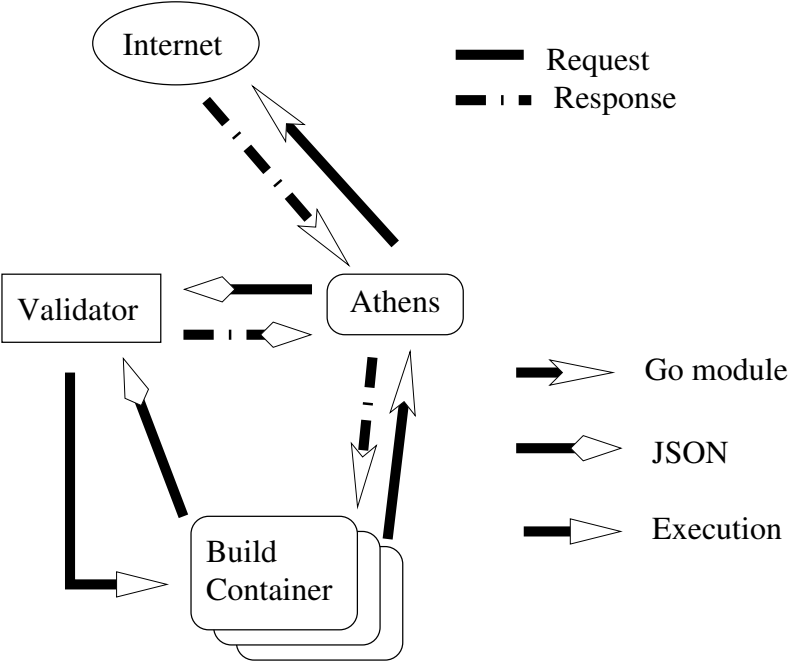 Internet
Request
Response
Validator
Athens
Go module
JSON
Execution
Build
Container